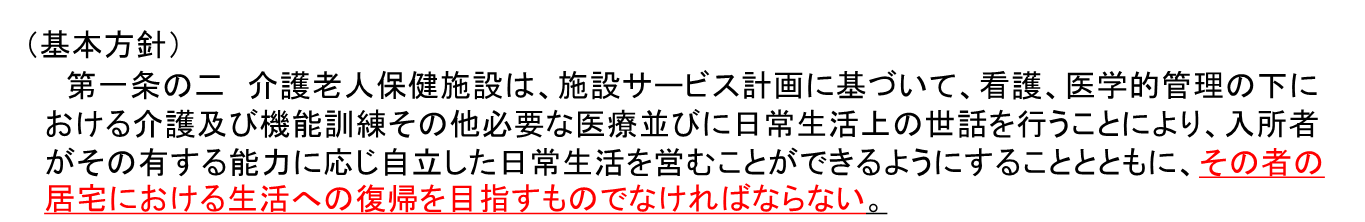 （基本方針）
第一条の二　介護老人保健施設は、施設サービス計画に基づいて、看護、医学的管理の下に
おける介護及び機能訓練その他必要な医療並びに日常生活上の世話を行うことにより、入所者
がその有する能力に応じ自立した日常生活を営むことができるようにすることとともに、その者の
居宅における生活への復帰を目指すものでなければならない。